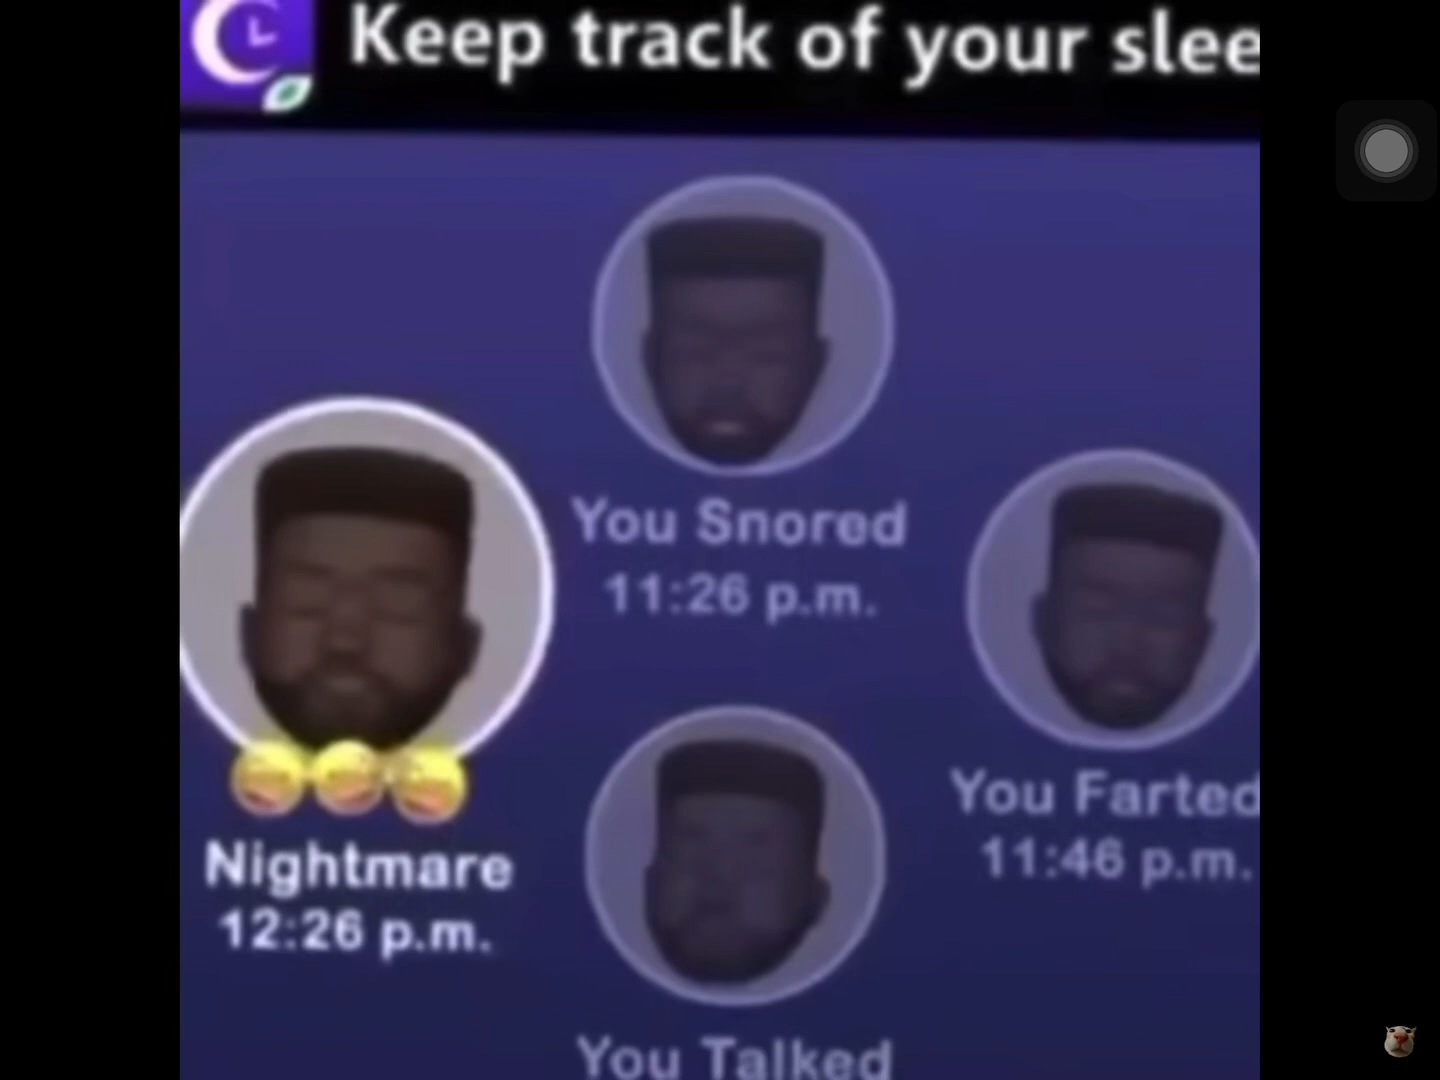 Keep track of your slee
You Snored
11:26 p.m.
You Farted
11:46 p.m.
Nightmare
12:26 p.m.
You Talked